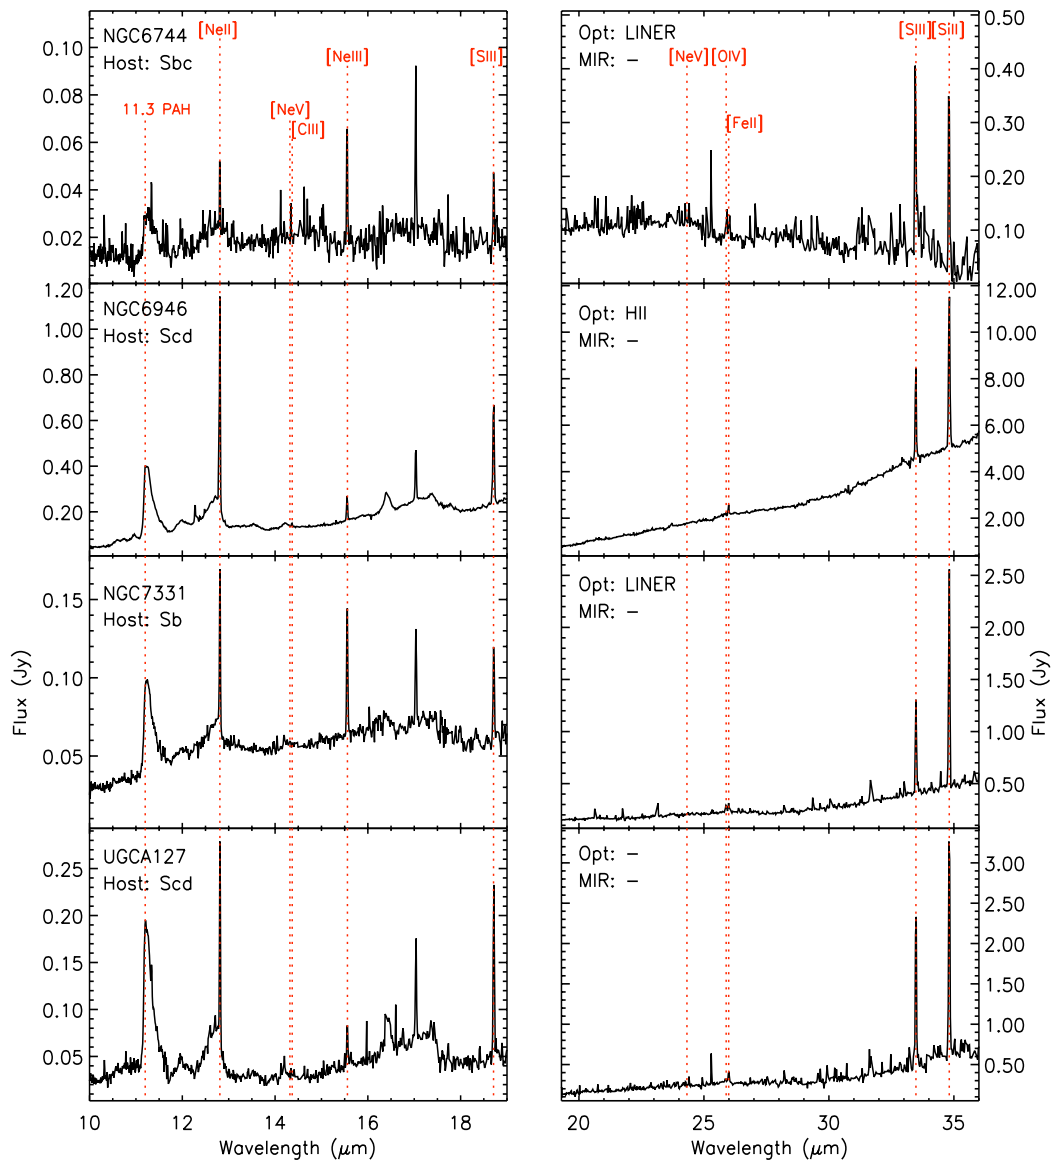 NGC6744
Host: Sbc
[NeII]
[NeIII]
[SIII]
11.3 PAH
[NeV]
[ClII]
0.10
0.08
0.06
0.04
0.02
Opt: LINER
MIR: –
[SIII] [SiII]
[NeV] [OIV]
[FeII]
0.50
0.40
0.30
0.20
0.10
1.20
NGC6946
Host: Scd
1.00
0.80
0.60
0.40
0.20
Opt: HII
MIR: –
12.00
10.00
8.00
6.00
4.00
2.00
NGC7331
Host: Sb
0.15
0.10
0.05
Flux (Jy)
Opt: LINER
MIR: –
2.50
2.00
1.50
1.00
0.50
Flux (Jy)
UGCA127
Host: Scd
0.25
0.20
0.15
0.10
0.05
Opt: –
MIR: –
3.00
2.50
2.00
1.50
1.00
0.50
10 12 14 16 18
Wavelength (μm)
20 25 30 35
Wavelength (μm)